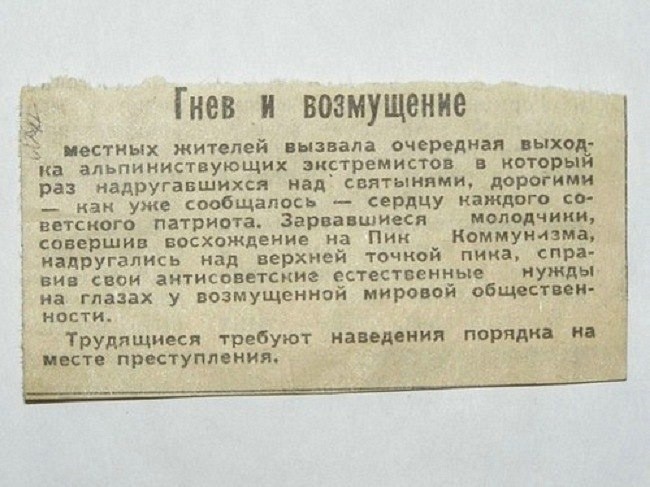 Гнев и возмущение
местных жителей вызвала очередная выход-
ка альпиниствующих экстремистов в который
раз надругавшихся над святынями, дорогими
— как уже сообщалось — сердцу каждого со-
ветского патриота. Зарвавшиеся молодчики,
совершив восхождение на Пик Коммунизма,
надругались над верхней точкой пика, спра-
вив свои антисоветские естественные нужды
на глазах у возмущенной мировой обществен-
ности.
Трудящиеся требуют наведения порядка на
месте преступления.